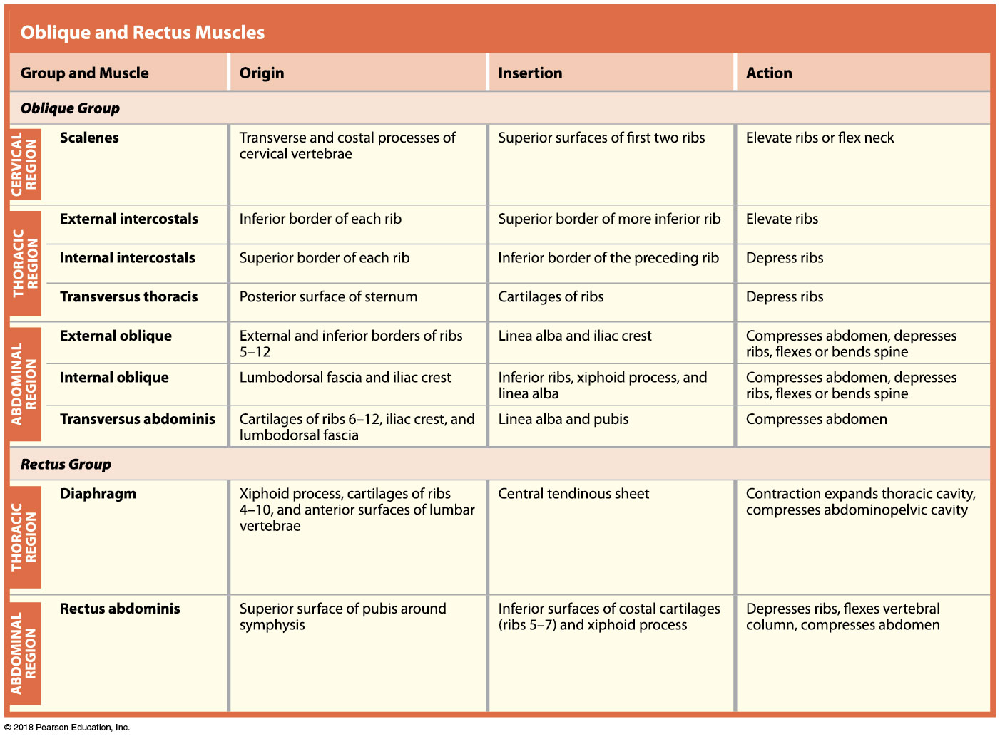 Oblique and Rectus Muscles
Group and Muscle
Origin
Insertion
Action
Oblique Group
CERVICAL
REGION
Scalenes
Transverse and costal processes of
cervical vertebrae
Superior surfaces of first two ribs
Elevate ribs or flex neck
THORACIC
REGION
External intercostals
Inferior border of each rib
Superior border of more inferior rib
Elevate ribs
Internal intercostals
Superior border of each rib
Inferior border of the preceding rib
Depress ribs
Transversus thoracis
Posterior surface of sternum
Cartilages of ribs
Depress ribs
ABDOMINAL
REGION
External oblique
External and inferior borders of ribs
5–12
Linea alba and iliac crest
Compresses abdomen, depresses
ribs, flexes or bends spine
Internal oblique
Lumbodorsal fascia and iliac crest
Inferior ribs, xiphoid process, and
linea alba
Compresses abdomen, depresses
ribs, flexes or bends spine
Transversus abdominis
Cartilages of ribs 6–12, iliac crest, and
lumbodorsal fascia
Linea alba and pubis
Compresses abdomen
Rectus Group
THORACIC
REGION
Diaphragm
Xiphoid process, cartilages of ribs
4–10, and anterior surfaces of lumbar
vertebrae
Central tendinous sheet
Contraction expands thoracic cavity,
compresses abdominopelvic cavity
ABDOMINAL
REGION
Rectus abdominis
Superior surface of pubis around
symphysis
Inferior surfaces of costal cartilages
(ribs 5–7) and xiphoid process
Depresses ribs, flexes vertebral
column, compresses abdomen
© 2018 Pearson Education, Inc.